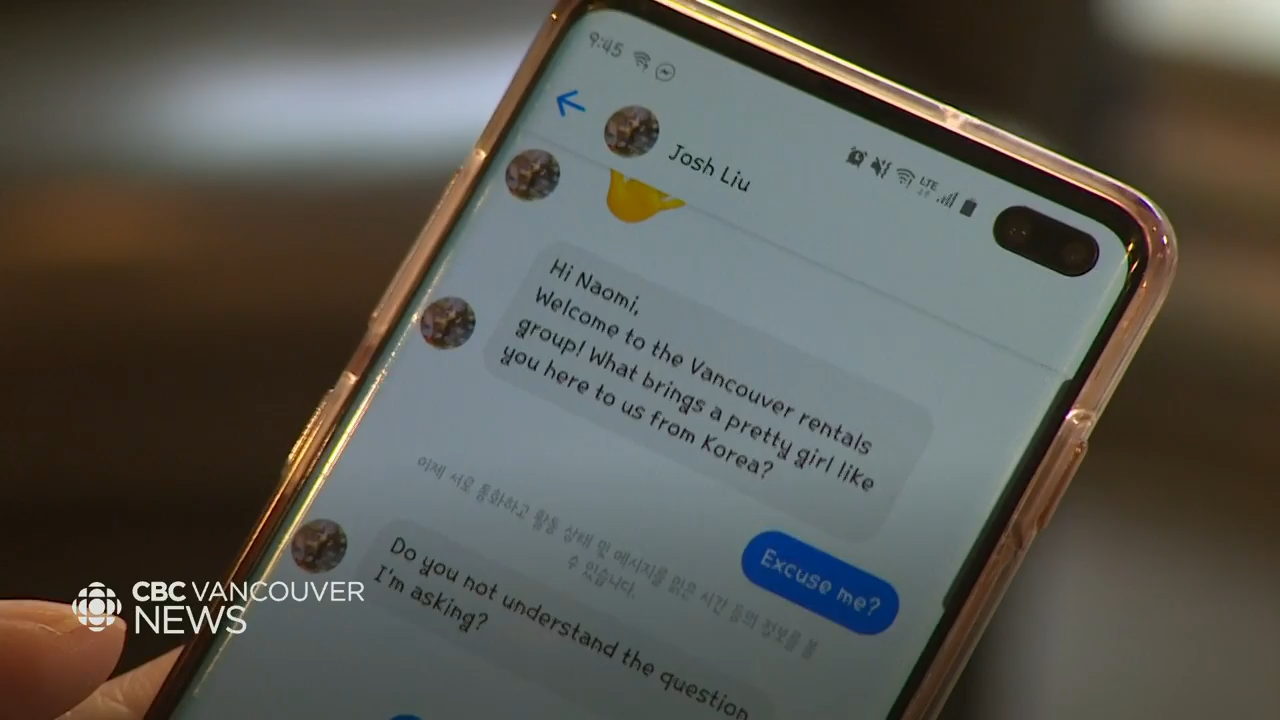 9:45
LTE
Josh Liu
Hi Naomi,
Welcome to the Vancouver rentals
group! What brings a pretty girl like
you here to us from Korea?
이제 서로 통화하고 활동 상태 및 메시지를 읽은 시간 등의 정보를 볼
수 있습니다.
Excuse me?
Do you not understand the question
I'm asking?
CBC VANCOUVER
NEWS